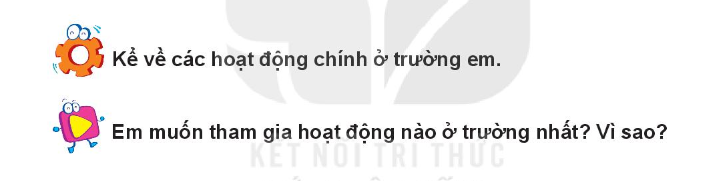 Kể về các hoạt động chính ở trường em.
Em muốn tham gia hoạt động nào ở trường nhất? Vì sao?
KẾT NỐI TRI THỨC